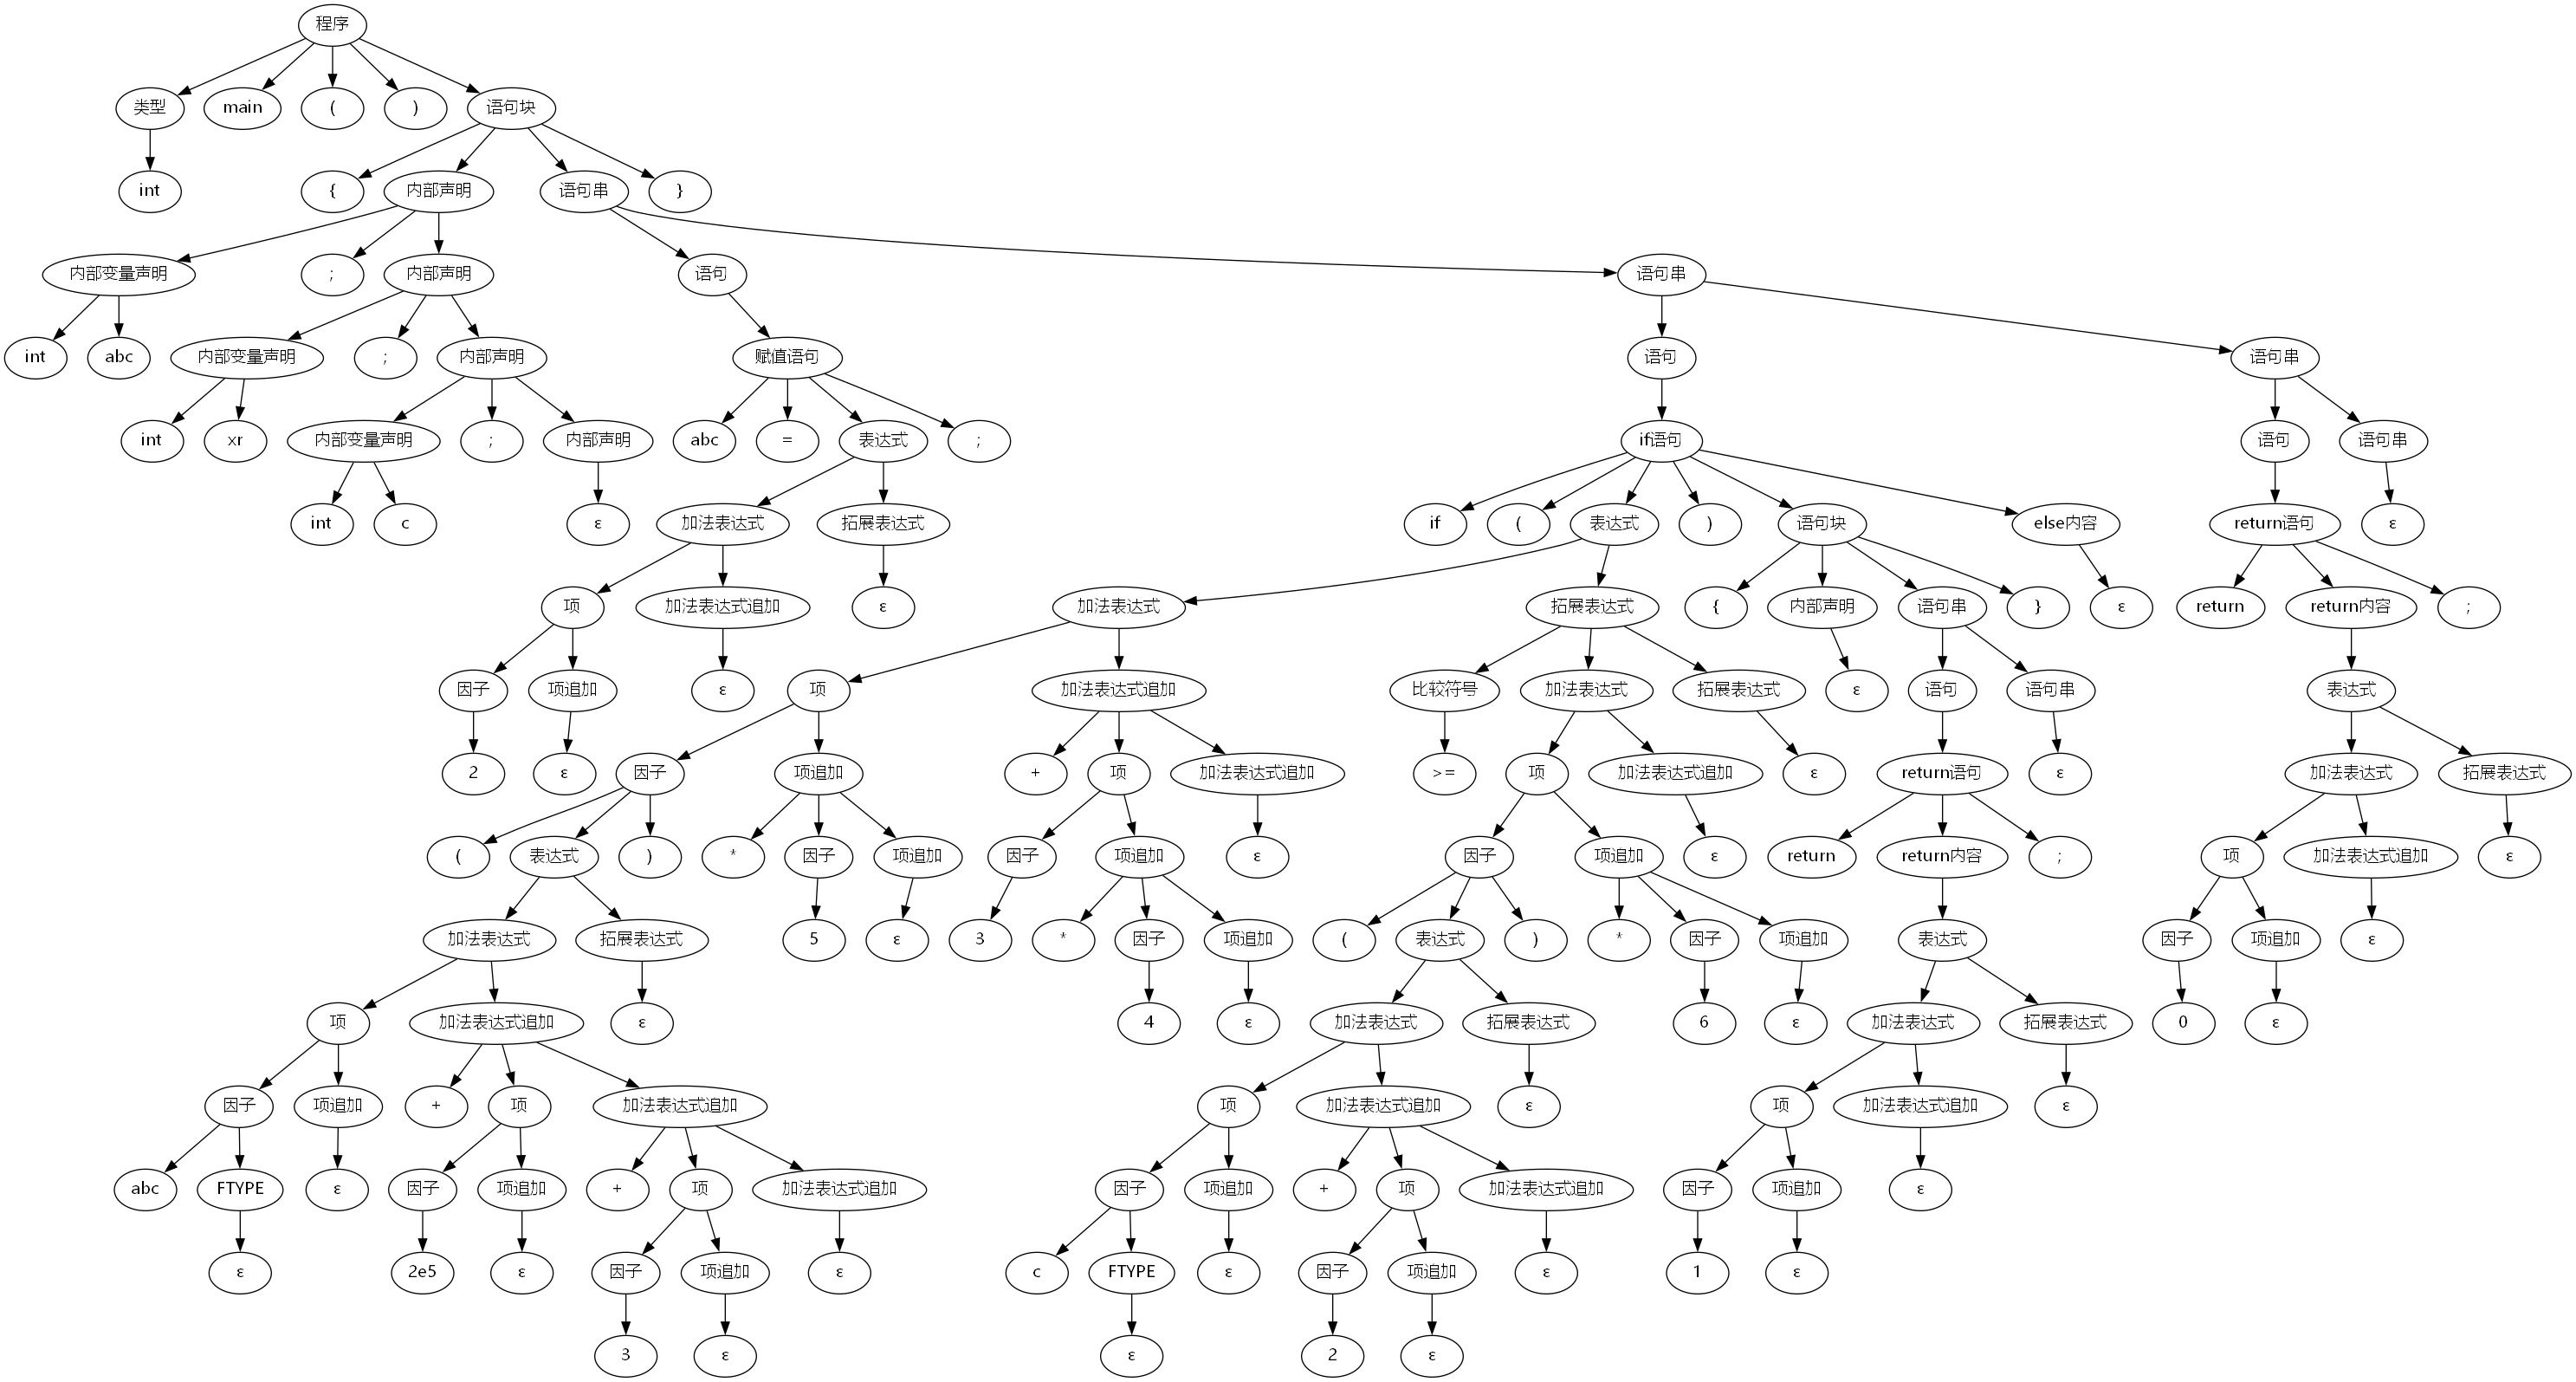 程序
类型 main ( ) 语句块
int { 内部声明 语句串 }
内部变量声明 ; 内部声明 语句 语句串
int abc 内部变量声明 ; 内部声明 赋值语句 语句 语句串
int xr 内部变量声明 ; 内部声明 abc = 表达式 ; if语句 语句 语句串
int c ε 加法表达式 拓展表达式 if ( 表达式 ) 语句块 else内容 return语句 ε
项 加法表达式追加 ε 加法表达式 拓展表达式 { 内部声明 语句串 } ε return return内容 ;
因子 项追加 ε 项 加法表达式追加 比较符号 加法表达式 拓展表达式 ε 语句 语句串 表达式
2 ε 因子 项追加 + 项 加法表达式追加 >= 项 加法表达式追加 ε return语句 ε 加法表达式 拓展表达式
( 表达式 ) * 因子 项追加 因子 项追加 ε 因子 项追加 ε return return内容 ; 项 加法表达式追加 ε
加法表达式 拓展表达式 5 ε 3 * 因子 项追加 ( 表达式 ) * 因子 项追加 表达式 因子 项追加 ε
项 加法表达式追加 ε 4 ε 加法表达式 拓展表达式 6 ε 加法表达式 拓展表达式 0 ε
因子 项追加 + 项 加法表达式追加 项 加法表达式追加 ε 项 加法表达式追加 ε
abc FTYPE ε 因子 项追加 + 项 加法表达式追加 因子 项追加 + 项 加法表达式追加 因子 项追加 ε
ε 2e5 ε 因子 项追加 ε c FTYPE ε 因子 项追加 ε 1 ε
3 ε ε 2 ε